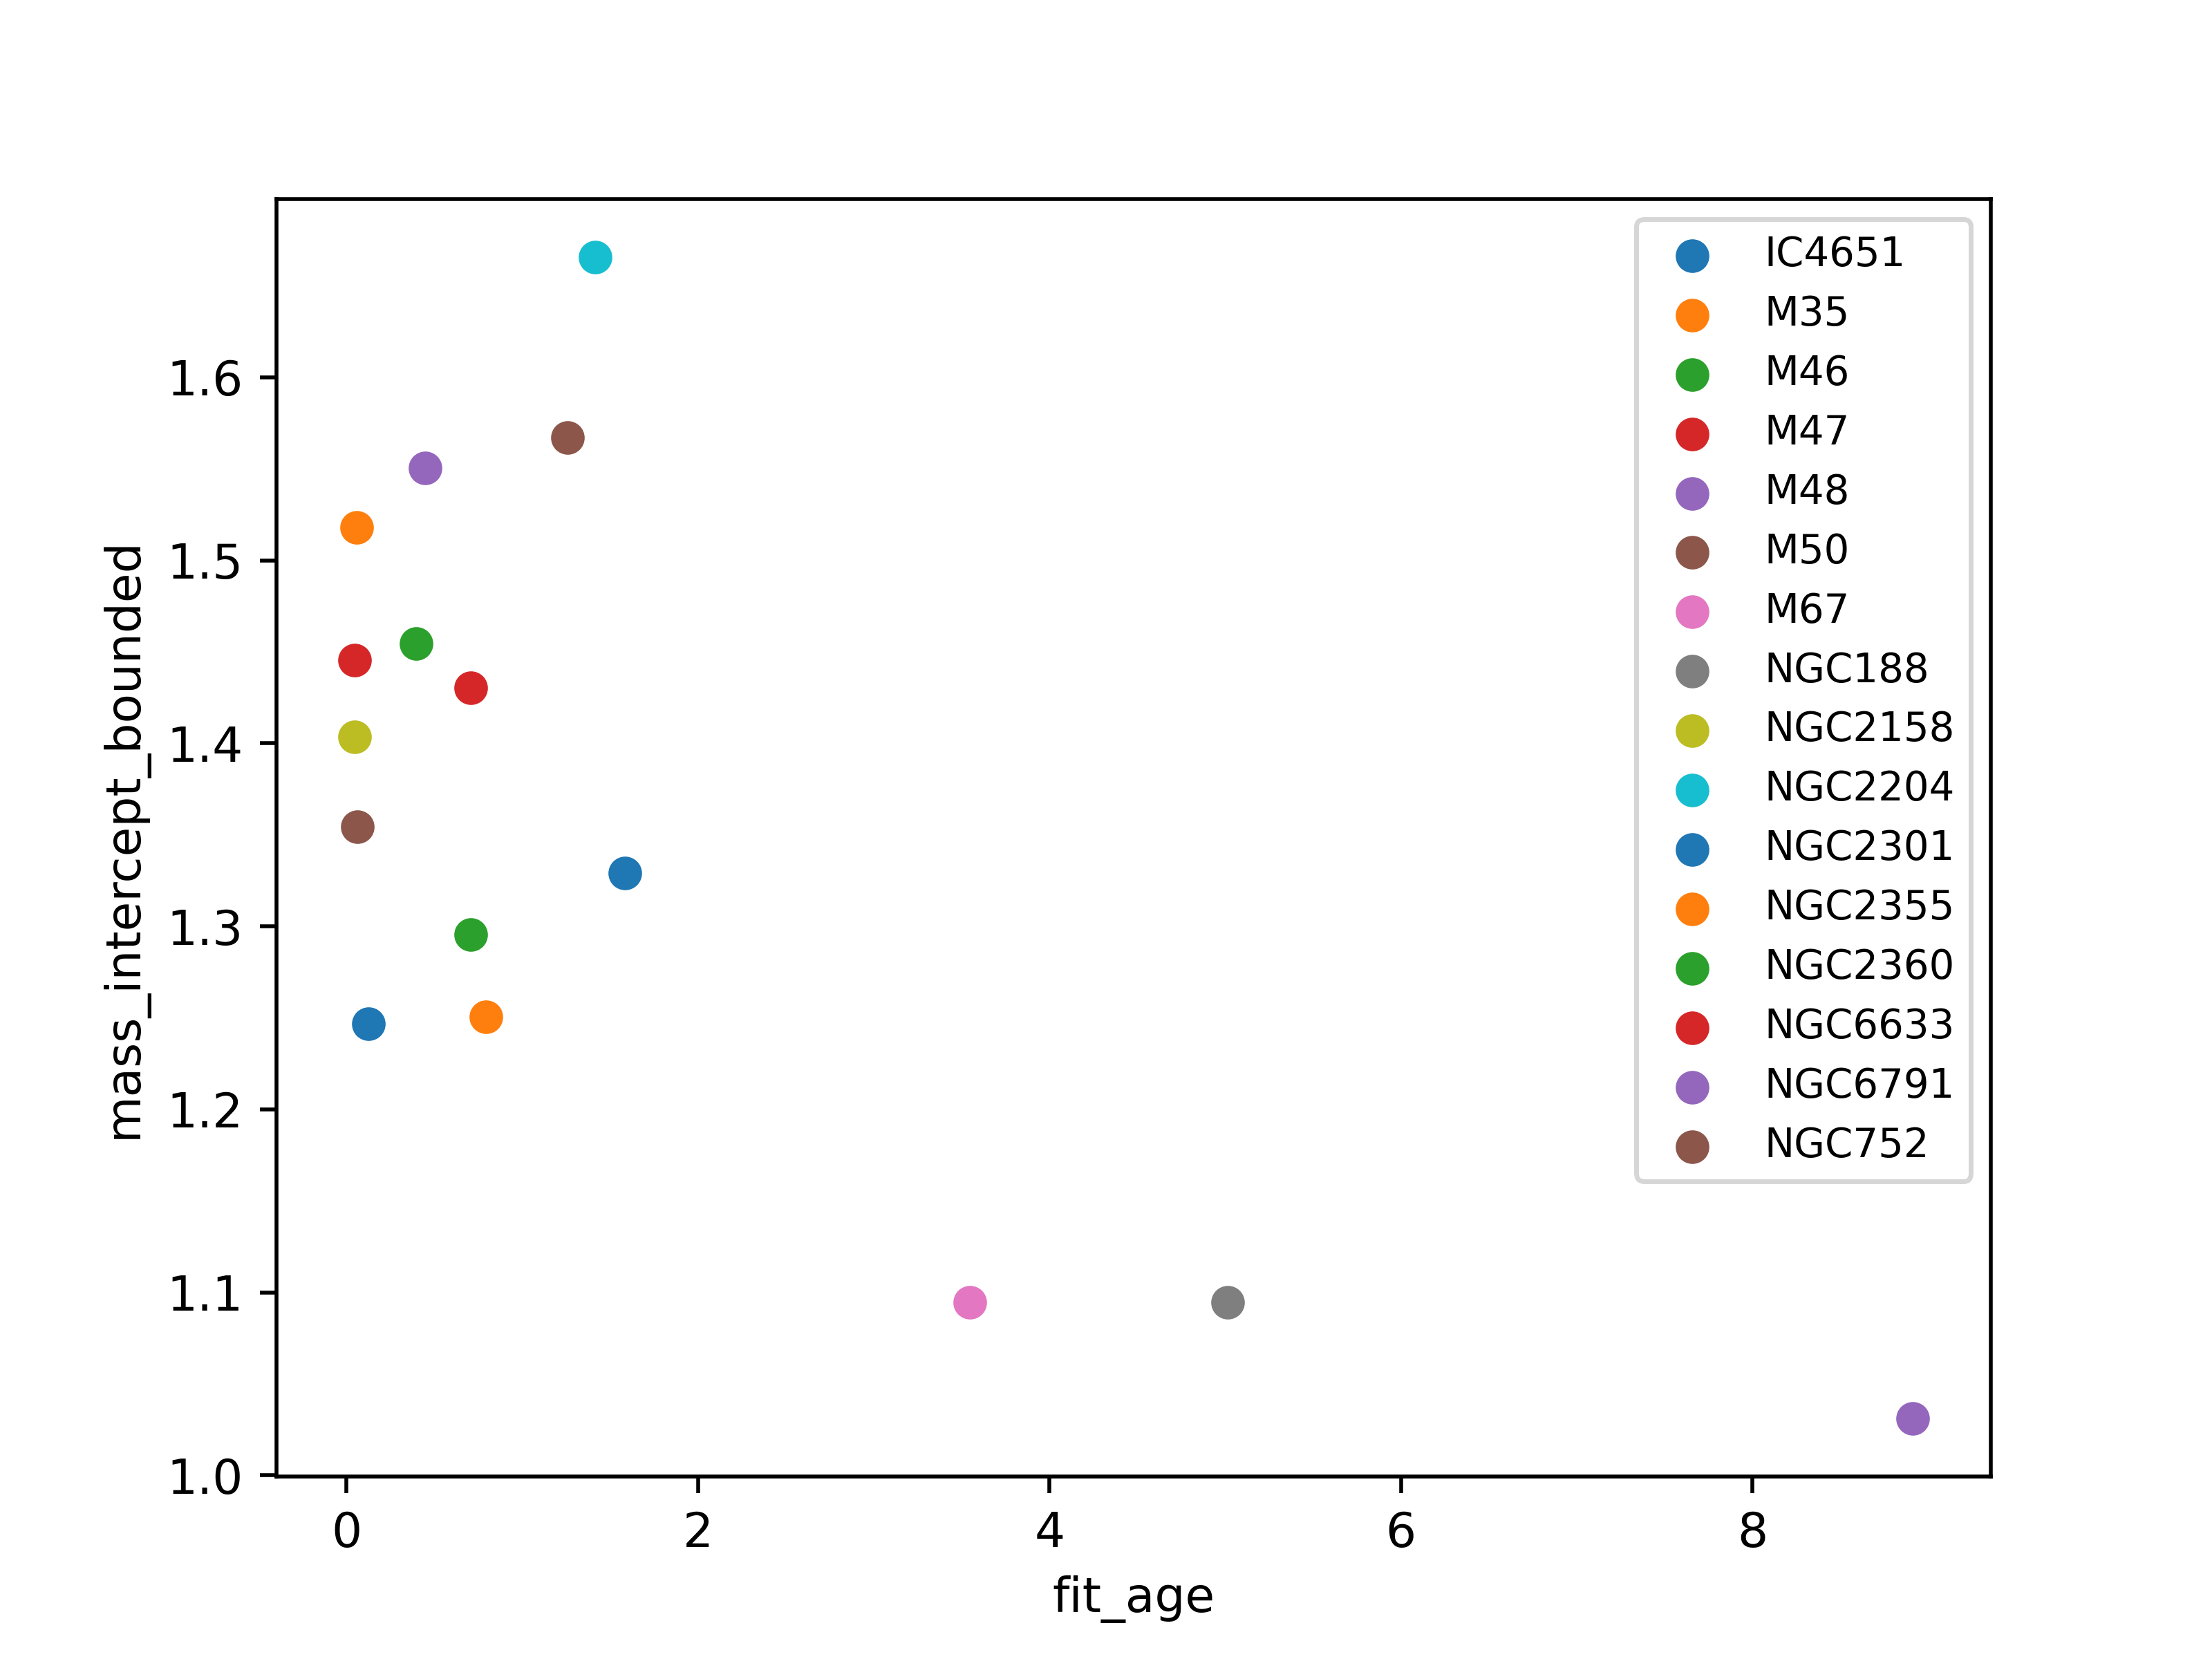 mass_intercept_bounded
1.6
1.5
1.4
1.3
1.2
1.1
1.0
0 2 4 6 8
fit_age
IC4651
M35
M46
M47
M48
M50
M67
NGC188
NGC2158
NGC2204
NGC2301
NGC2355
NGC2360
NGC6633
NGC6791
NGC752